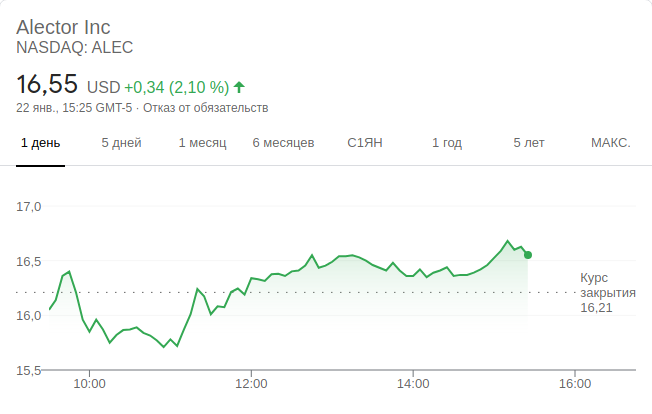 Alector Inc
NASDAQ: ALEC
16,55 USD +0,34 (2,10 %)
22 янв., 15:25 GMT-5 · Отказ от обязательств
1 день 5 дней 1 месяц 6 месяцев С1ЯН 1 год 5 лет МАКС.
17,0
16,5
Курс
закрытия
16,21
16,0
15,5
10:00 12:00 14:00 16:00